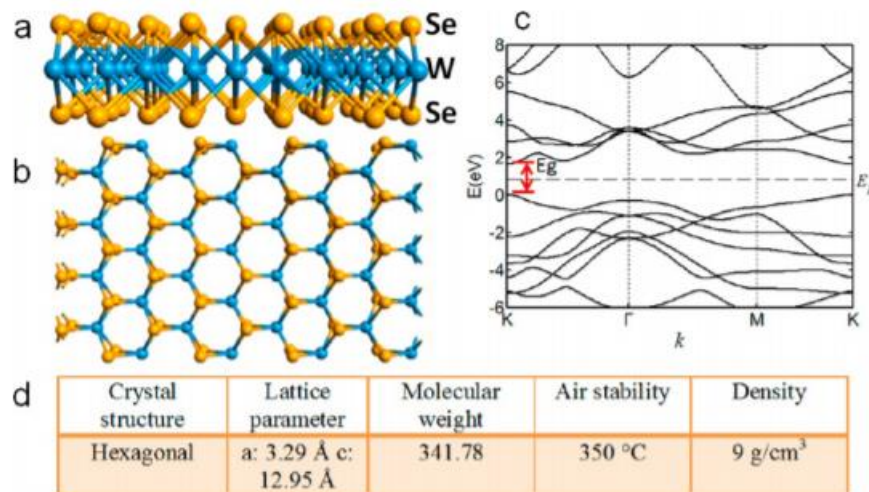 a
Se
W
Se
b
c
8
6
4
2
0
-2
-4
-6
E(eV)
Eg
K
Γ
M
K
k
d
Crystal structure
Lattice parameter
Molecular weight
Air stability
Density
Hexagonal
a: 3.29 Å c: 12.95 Å
341.78
350 °C
9 g/cm³